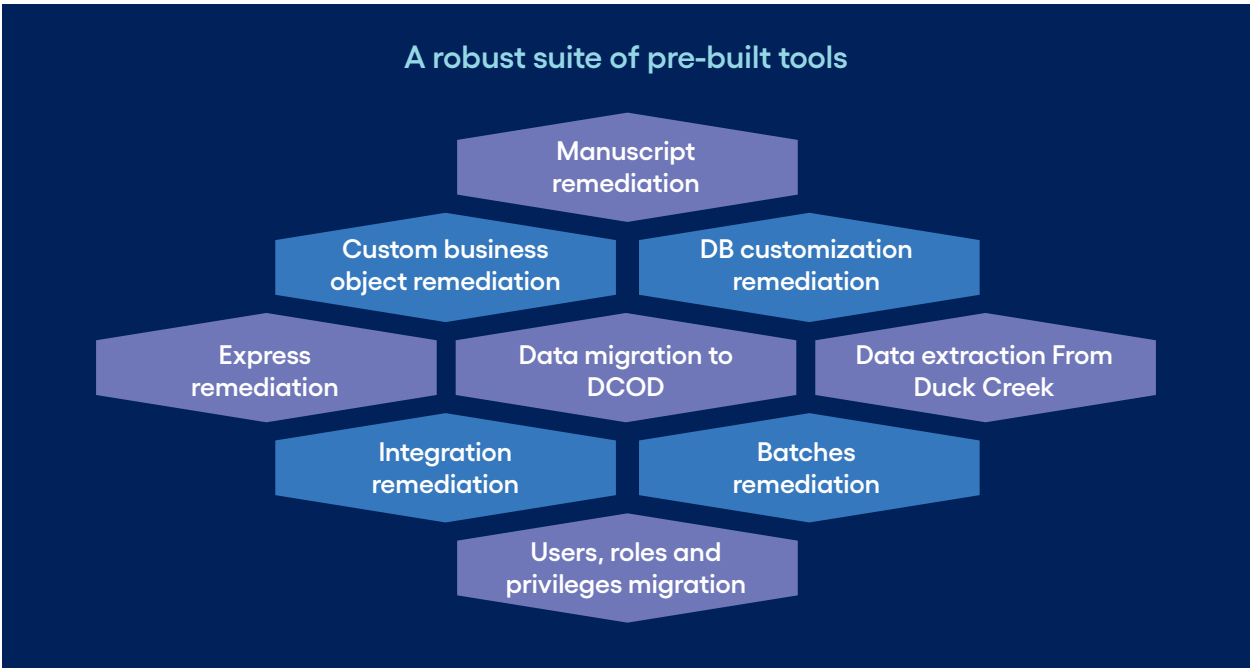 A robust suite of pre-built tools
Manuscript
remediation
Custom business
object remediation
DB customization
remediation
Express
remediation
Data migration to
DCOD
Data extraction From
Duck Creek
Integration
remediation
Batches
remediation
Users, roles and
privileges migration